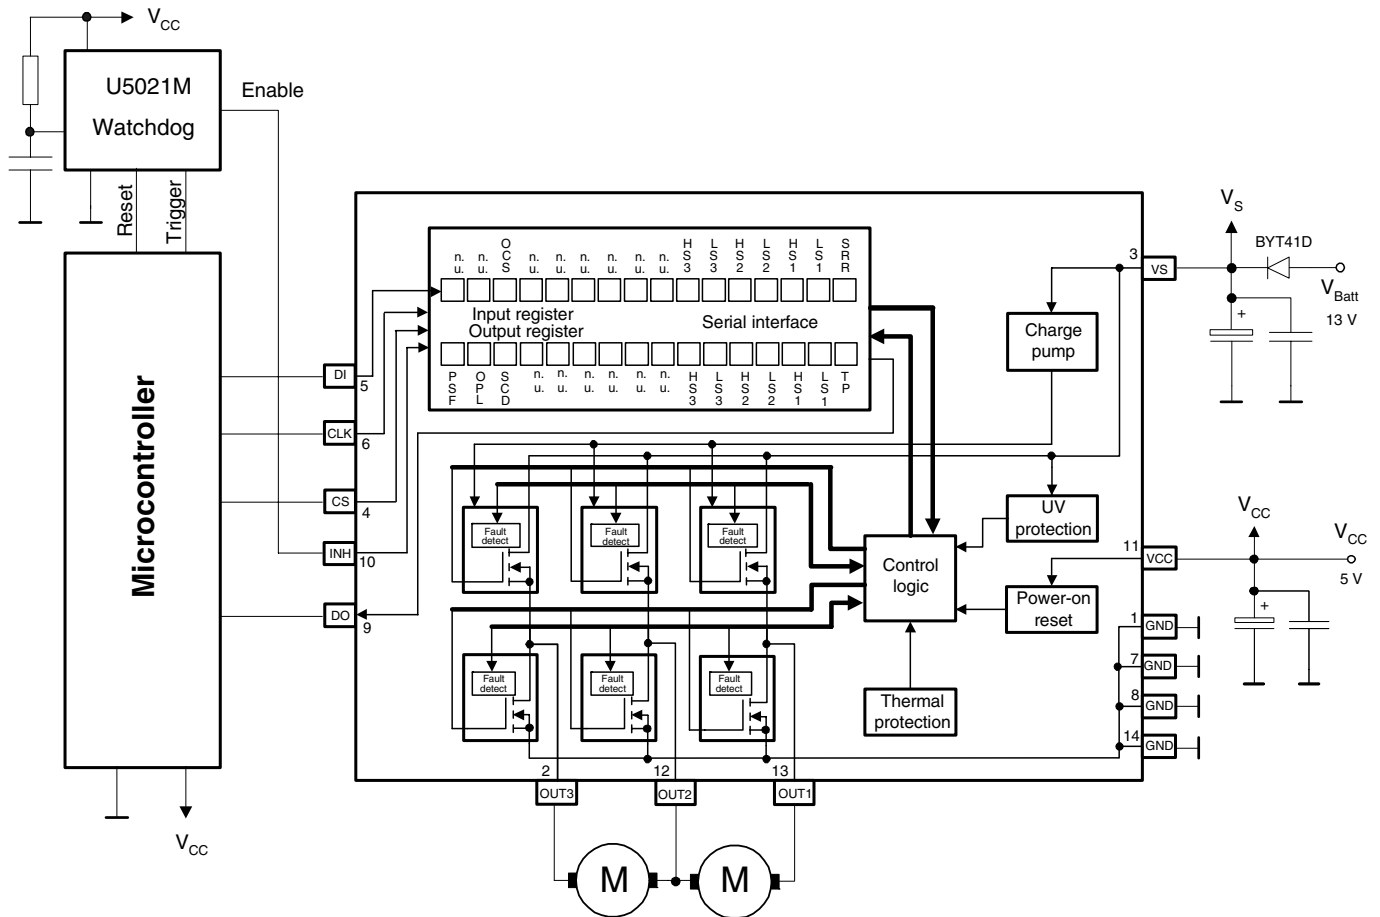 VCC
U5021M
Watchdog
Enable
Reset
Trigger
Microcontroller
VCC
n. u.
n. u.
OCS
n. u.
n. u.
n. u.
n. u.
n. u.
n. u.
HS3
LS3
HS2
LS2
HS1
LS1
SRR
Input register
Output register
Serial interface
PSF
OPL
SCD
n. u.
n. u.
n. u.
n. u.
n. u.
n. u.
HS3
LS3
HS2
LS2
HS1
LS1
TP
DI
5
CLK
6
CS
4
INH
10
DO
9
Charge
pump
3
VS
VS
BYT41D
VBatt
13 V
+
Fault
detect
Fault
detect
Fault
detect
UV
protection
Control
logic
Power-on
reset
11
VCC
VCC
VCC
5 V
+
1
GND
7
GND
8
GND
14
GND
Fault
detect
Fault
detect
Fault
detect
Thermal
protection
2
12
13
OUT3
OUT2
OUT1
M
M